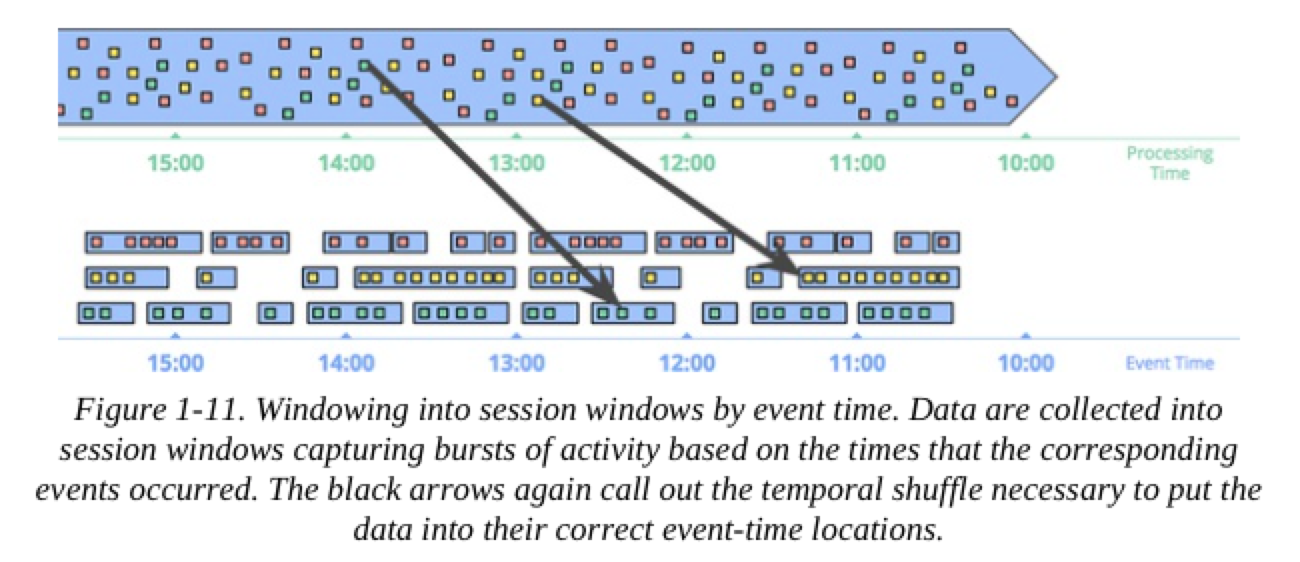 15:00 14:00 13:00 12:00 11:00 10:00 Processing
Time
15:00 14:00 13:00 12:00 11:00 10:00 Event Time
Figure 1-11. Windowing into session windows by event time. Data are collected into
session windows capturing bursts of activity based on the times that the corresponding
events occurred. The black arrows again call out the temporal shuffle necessary to put the
data into their correct event-time locations.